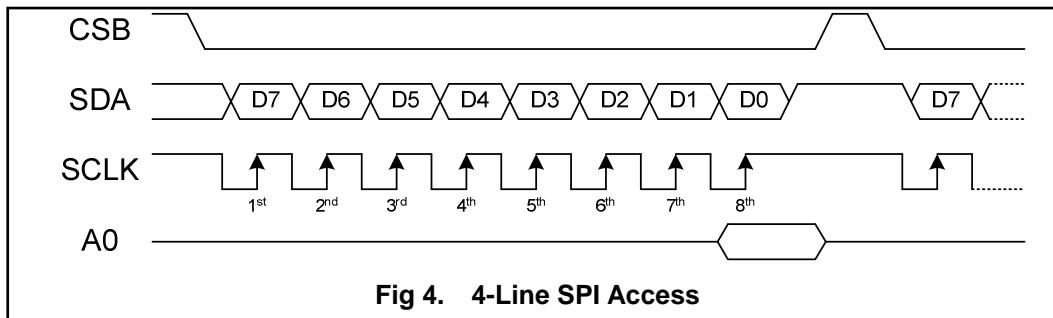 CSB
SDA D7 D6 D5 D4 D3 D2 D1 D0 D7
SCLK
1st 2nd 3rd 4th 5th 6th 7th 8th
A0
Fig 4. 4-Line SPI Access